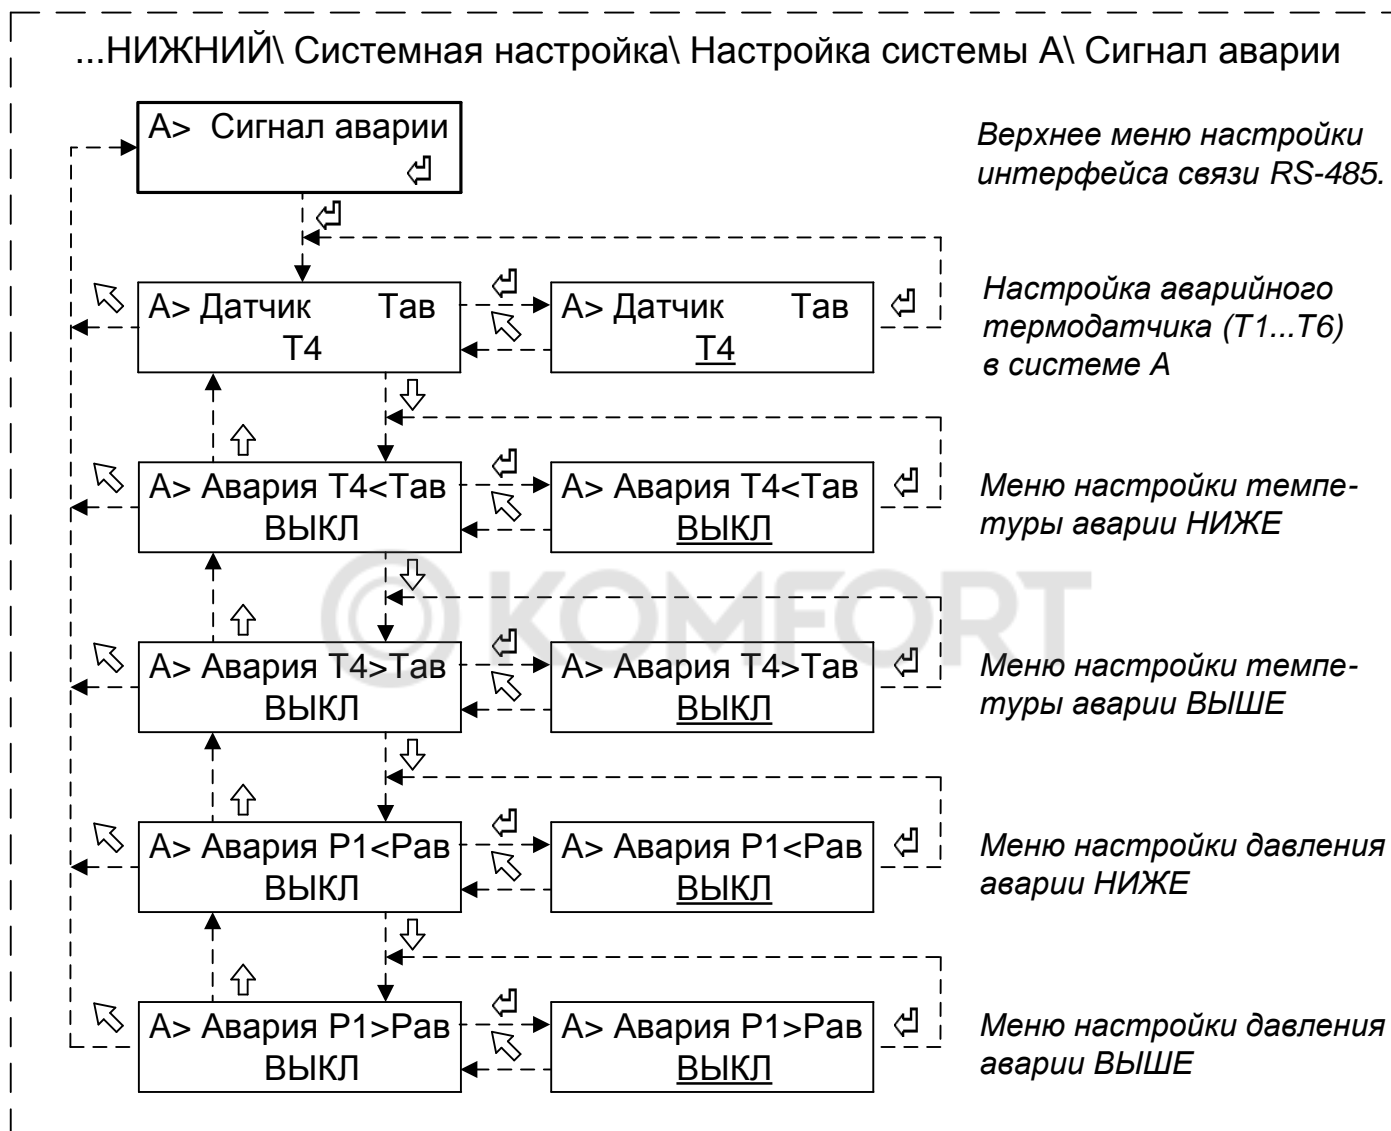 ...НИЖНИЙ\ Системная настройка\ Настройка системы А\ Сигнал аварии
А> Сигнал аварии
Верхнее меню настройки
интерфейса связи RS-485.
А> Датчик Тав
Т4
А> Датчик Тав
Т4
Настройка аварийного
термодатчика (Т1...Т6)
в системе А
А> Авария Т4<Тав
ВЫКЛ
А> Авария Т4<Тав
ВЫКЛ
Меню настройки темпе-
туры аварии НИЖЕ
KOMFORT
А> Авария Т4>Тав
ВЫКЛ
А> Авария Т4>Тав
ВЫКЛ
Меню настройки темпе-
туры аварии ВЫШЕ
А> Авария Р1<Рав
ВЫКЛ
А> Авария Р1<Рав
ВЫКЛ
Меню настройки давления
аварии НИЖЕ
А> Авария Р1>Рав
ВЫКЛ
А> Авария Р1>Рав
ВЫКЛ
Меню настройки давления
аварии ВЫШЕ